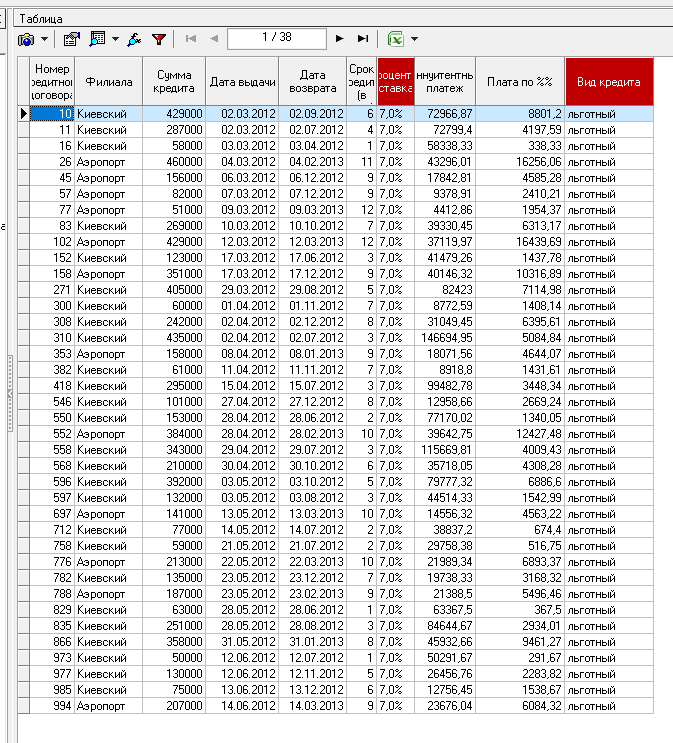 Таблица
1 / 38
Номер редитног договора Филиала Сумма кредита Дата выдачи Дата возврата Срок редит (в роцент ставка ннуитентны платеж Плата по %% Вид кредита
10 Киевский 429000 02.03.2012 02.09.2012 6 7,0% 72966,87 8801,2 льготный
11 Киевский 287000 02.03.2012 02.07.2012 4 7,0% 72799,4 4197,59 льготный
16 Киевский 58000 03.03.2012 03.04.2012 1 7,0% 58338,33 338,33 льготный
26 Аэропорт 460000 04.03.2012 04.02.2013 11 7,0% 43296,01 16256,06 льготный
45 Киевский 156000 06.03.2012 06.12.2012 9 7,0% 17842,81 4585,28 льготный
57 Аэропорт 82000 07.03.2012 07.12.2012 9 7,0% 9378,91 2410,21 льготный
77 Аэропорт 51000 09.03.2012 09.03.2013 12 7,0% 4412,86 1954,37 льготный
83 Киевский 269000 10.03.2012 10.10.2012 7 7,0% 39330,45 6313,17 льготный
102 Аэропорт 429000 12.03.2012 12.03.2013 12 7,0% 37119,97 16439,69 льготный
152 Киевский 123000 17.03.2012 17.06.2012 3 7,0% 41479,26 1437,78 льготный
158 Аэропорт 351000 17.03.2012 17.12.2012 9 7,0% 40146,32 10316,89 льготный
271 Киевский 405000 29.03.2012 29.08.2012 5 7,0% 82423 7114,98 льготный
300 Киевский 60000 01.04.2012 01.11.2012 7 7,0% 8772,59 1408,14 льготный
308 Киевский 242000 02.04.2012 02.12.2012 8 7,0% 31049,45 6395,61 льготный
310 Киевский 435000 02.04.2012 02.07.2012 3 7,0% 146694,95 5084,84 льготный
353 Аэропорт 158000 08.04.2012 08.01.2013 9 7,0% 18071,56 4644,07 льготный
382 Киевский 61000 11.04.2012 11.11.2012 7 7,0% 8918,8 1431,61 льготный
418 Киевский 295000 15.04.2012 15.07.2012 3 7,0% 99482,78 3448,34 льготный
546 Киевский 101000 27.04.2012 27.12.2012 8 7,0% 12958,66 2669,24 льготный
550 Киевский 153000 28.04.2012 28.06.2012 2 7,0% 77170,02 1340,05 льготный
552 Аэропорт 384000 28.04.2012 28.02.2013 10 7,0% 39642,75 12427,48 льготный
558 Киевский 343000 29.04.2012 29.07.2012 3 7,0% 115669,81 4009,43 льготный
568 Киевский 210000 30.04.2012 30.10.2012 6 7,0% 35718,05 4308,28 льготный
596 Киевский 392000 03.05.2012 03.10.2012 5 7,0% 79777,32 6886,6 льготный
597 Киевский 132000 03.05.2012 03.08.2012 3 7,0% 44514,33 1542,99 льготный
697 Аэропорт 141000 13.05.2012 13.03.2013 10 7,0% 14556,32 4563,22 льготный
712 Киевский 77000 14.05.2012 14.07.2012 2 7,0% 38837,2 674,4 льготный
758 Киевский 59000 21.05.2012 21.07.2012 2 7,0% 29758,38 516,75 льготный
776 Аэропорт 213000 22.05.2012 22.03.2013 10 7,0% 21989,34 6893,37 льготный
782 Киевский 135000 23.05.2012 23.12.2012 7 7,0% 19738,33 3168,32 льготный
788 Аэропорт 187000 23.05.2012 23.02.2013 9 7,0% 21388,5 5496,46 льготный
829 Киевский 63000 28.05.2012 28.06.2012 1 7,0% 63367,5 367,5 льготный
835 Киевский 251000 28.05.2012 28.08.2012 3 7,0% 84644,67 2934,01 льготный
866 Киевский 358000 31.05.2012 31.01.2013 8 7,0% 45932,66 9461,27 льготный
973 Киевский 50000 12.06.2012 12.07.2012 1 7,0% 50291,67 291,67 льготный
977 Киевский 130000 12.06.2012 12.11.2012 5 7,0% 26456,76 2283,82 льготный
985 Киевский 75000 13.06.2012 13.12.2012 6 7,0% 12756,45 1538,67 льготный
994 Аэропорт 207000 14.06.2012 14.03.2013 9 7,0% 23676,04 6084,32 льготный